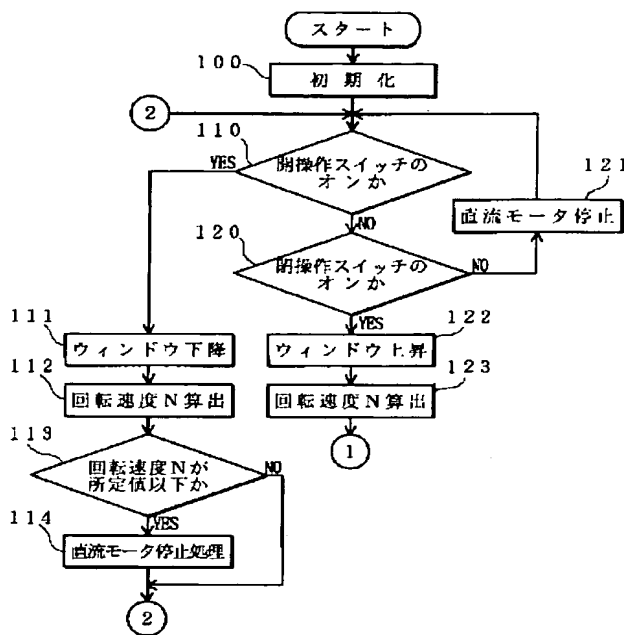 スタート
100
初期化
2
110
YES
開操作スイッチの
オンか
121
直流モータ停止
NO
120
閉操作スイッチの
オンか
NO
YES
111
ウィンドウ下降
122
ウィンドウ上昇
112
回転速度N算出
123
回転速度N算出
113
回転速度Nが
所定値以下か
NO
1
YES
114
直流モータ停止処理
2